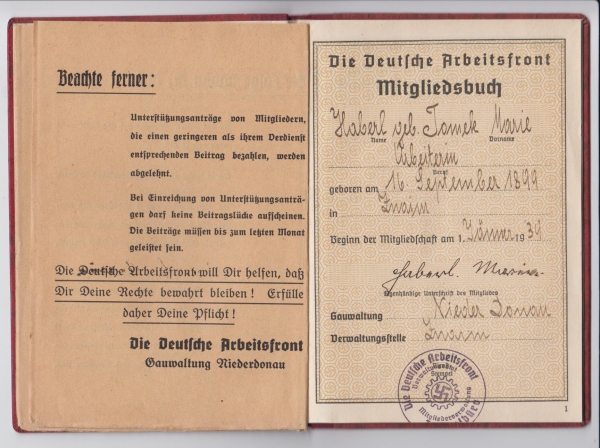 Beachte ferner:
Unterstützungsanträge von Mitgliedern,
die einen geringeren als ihrem Verdienst
entsprechenden Beitrag bezahlen, werden
abgelehnt.
Bei Einreichung von Unterstützungsanträ-
gen darf keine Beitragslücke aufscheinen.
Die Beiträge müssen bis zum letzten Monat
geleistet sein.
Die Deutsche Arbeitsfront will Dir helfen, daß
Dir Deine Rechte bewahrt bleiben! Erfülle
daher Deine Pflicht!
Die Deutsche Arbeitsfront
Gauwaltung Niederdonau
Die Deutsche Arbeitsfront
Mitgliedsbuch
Haberl geb. Tomek Marie
Name Vorname
Arbeiterin
Beruf
geboren am 16. September 1899
in Znaim
Beginn der Mitgliedschaft am 1. Jänner 1939
Haberl. Marie
Eigenhändige Unterschrift des Mitgliedes
Gauwaltung Nieder Donau
Verwaltungsstelle Znaim
Die Deutsche Arbeitsfront
Mitgliederverwaltung
1